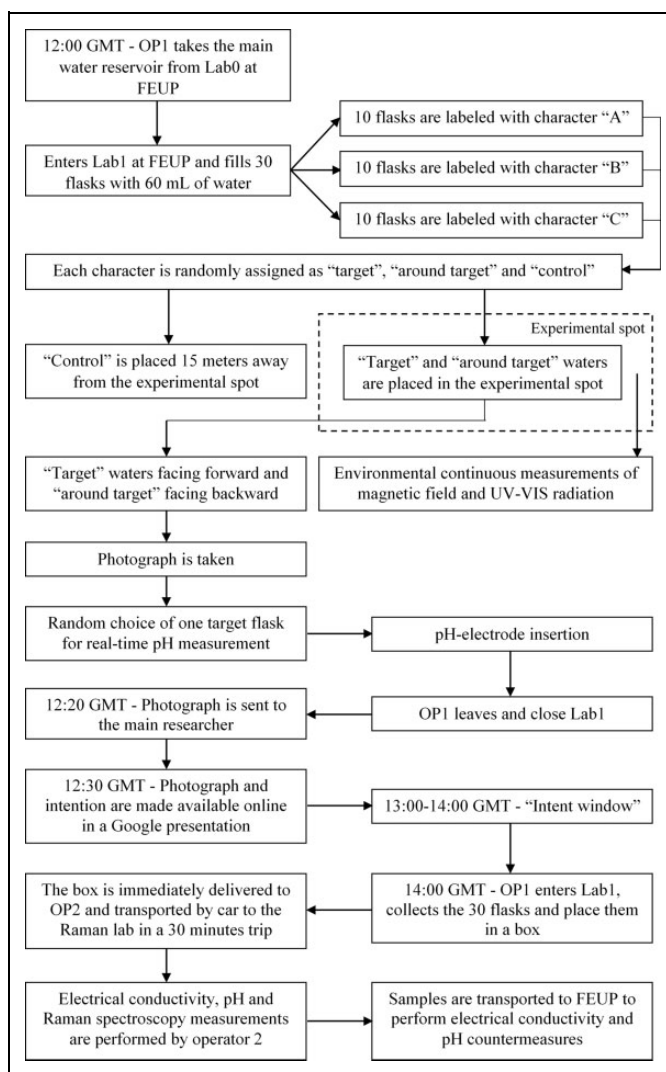 12:00 GMT - OP1 takes the main
water reservoir from Lab0 at
FEUP
Enters Lab1 at FEUP and fills 30
flasks with 60 mL of water
10 flasks are labeled with character “A”
10 flasks are labeled with character “B”
10 flasks are labeled with character “C”
Each character is randomly assigned as “target”, “around target” and “control”
“Control” is placed 15 meters away
from the experimental spot
Experimental spot
“Target” and “around target” waters
are placed in the experimental spot
“Target” waters facing forward and
“around target” facing backward
Environmental continuous measurements of
magnetic field and UV-VIS radiation
Photograph is taken
Random choice of one target flask
for real-time pH measurement
pH-electrode insertion
OP1 leaves and close Lab1
12:20 GMT - Photograph is sent to
the main researcher
12:30 GMT - Photograph and
intention are made available online
in a Google presentation
13:00-14:00 GMT - “Intent window”
14:00 GMT - OP1 enters Lab1,
collects the 30 flasks and place them
in a box
The box is immediately delivered to
OP2 and transported by car to the
Raman lab in a 30 minutes trip
Electrical conductivity, pH and
Raman spectroscopy measurements
are performed by operator 2
Samples are transported to FEUP to
perform electrical conductivity and
pH countermeasures